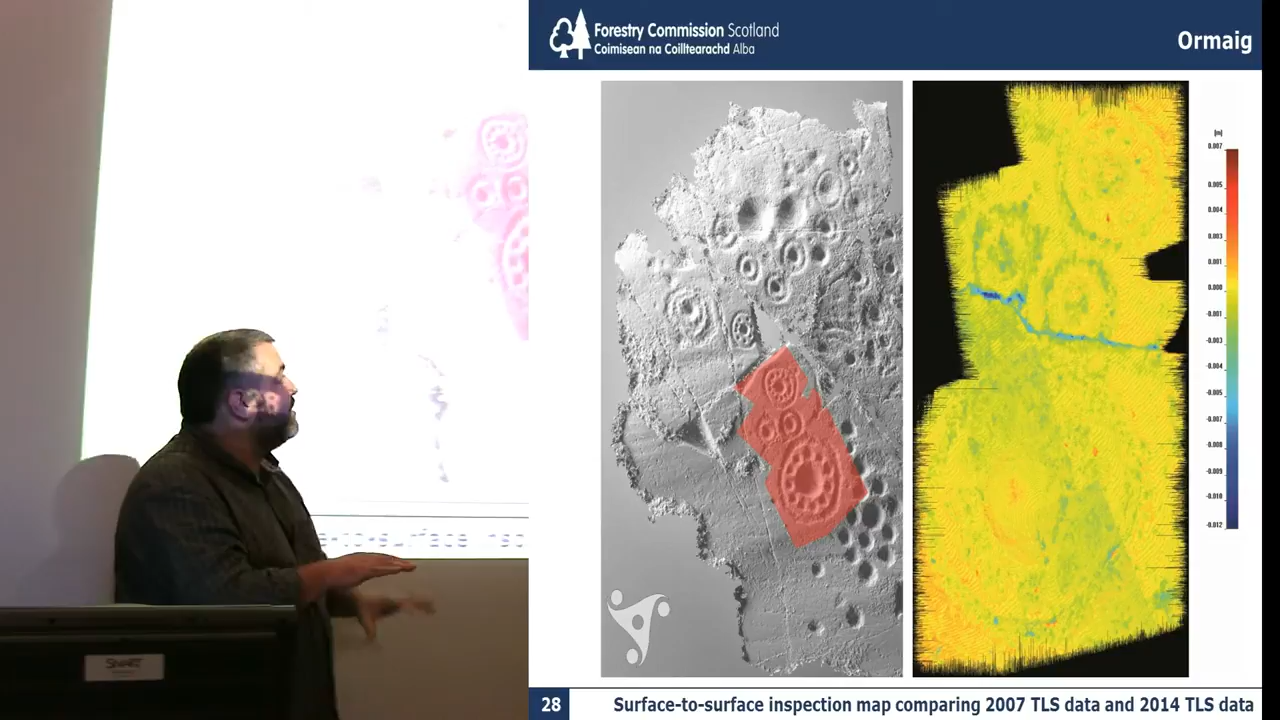 Forestry Commission Scotland
Coimisean na Coilltearachd Alba
Ormaig
[m]
0.007
0.005
0.004
0.003
0.001
0.000
-0.001
-0.003
-0.004
-0.005
-0.007
-0.008
-0.009
-0.010
-0.012
SMART
28
Surface-to-surface inspection map comparing 2007 TLS data and 2014 TLS data